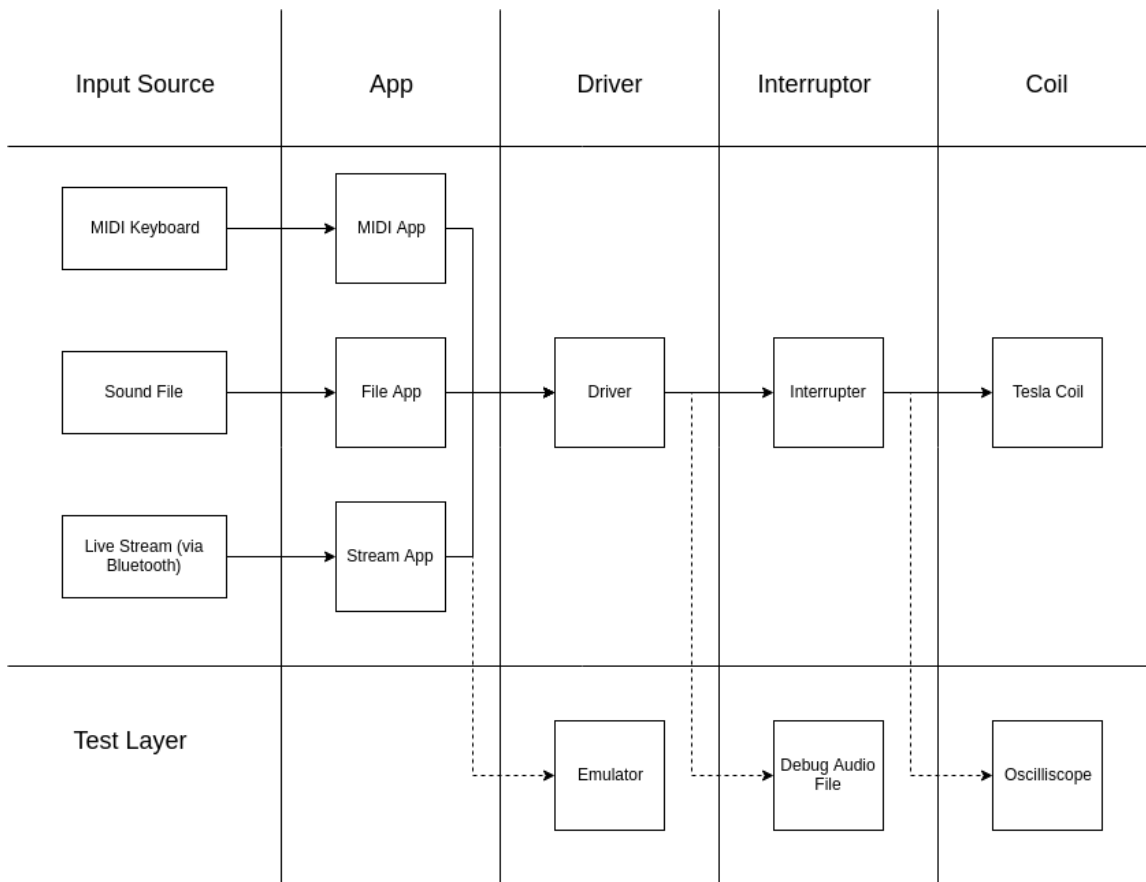 Input Source
App
Driver
Interruptor
Coil
MIDI Keyboard
MIDI App
Sound File
File App
Driver
Interrupter
Tesla Coil
Live Stream (via
Bluetooth)
Stream App
Test Layer
Emulator
Debug Audio
File
Oscilliscope